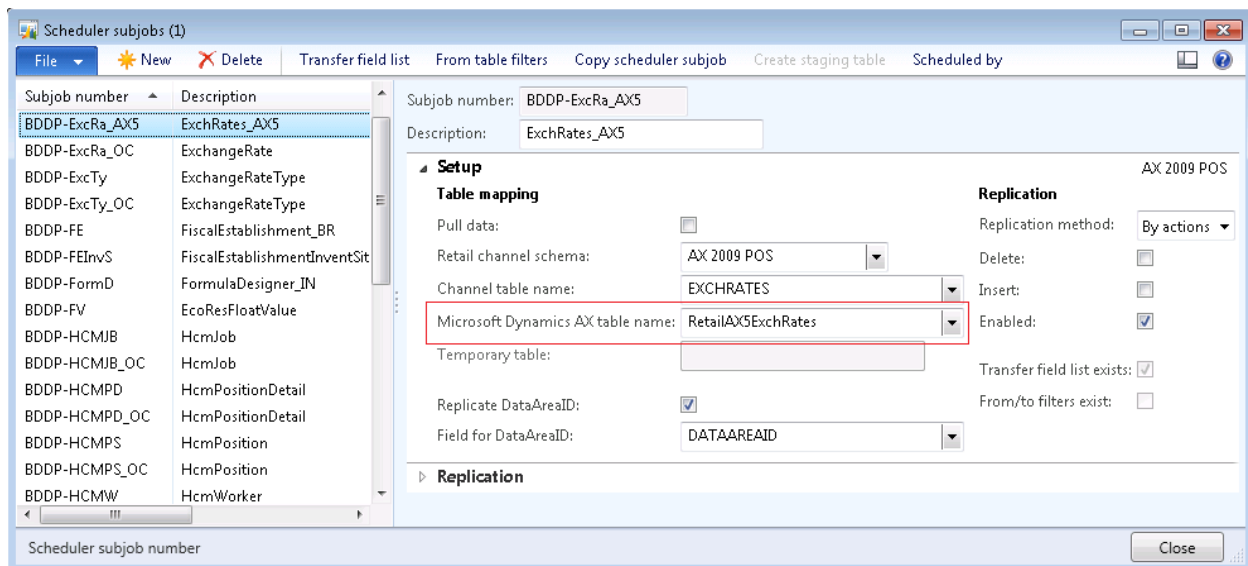 Scheduler subjobs (1)
File New Delete Transfer field list From table filters Copy scheduler subjob Create staging table Scheduled by
Subjob number Description
BDDP-ExcRa_AX5 ExchRates_AX5
BDDP-ExcRa_OC ExchangeRate
BDDP-ExcTy ExchangeRateType
BDDP-ExcTy_OC ExchangeRateType
BDDP-FE FiscalEstablishment_BR
BDDP-FEInvS FiscalEstablishmentInventSit
BDDP-FormD FormulaDesigner_IN
BDDP-FV EcoResFloatValue
BDDP-HCMJB HcmJob
BDDP-HCMJB_OC HcmJob
BDDP-HCMPD HcmPositionDetail
BDDP-HCMPD_OC HcmPositionDetail
BDDP-HCMPS HcmPosition
BDDP-HCMPS_OC HcmPosition
BDDP-HCMW HcmWorker
Subjob number: BDDP-ExcRa_AX5
Description: ExchRates_AX5
Setup AX 2009 POS
Table mapping
Pull data:
Retail channel schema: AX 2009 POS
Channel table name: EXCHRATES
Microsoft Dynamics AX table name: RetailAX5ExchRates
Temporary table:
Replicate DataAreaID:
Field for DataAreaID: DATAAREAID
Replication
Replication method: By actions
Delete:
Insert:
Enabled:
Transfer field list exists:
From/to filters exist:
Replication
Scheduler subjob number
Close